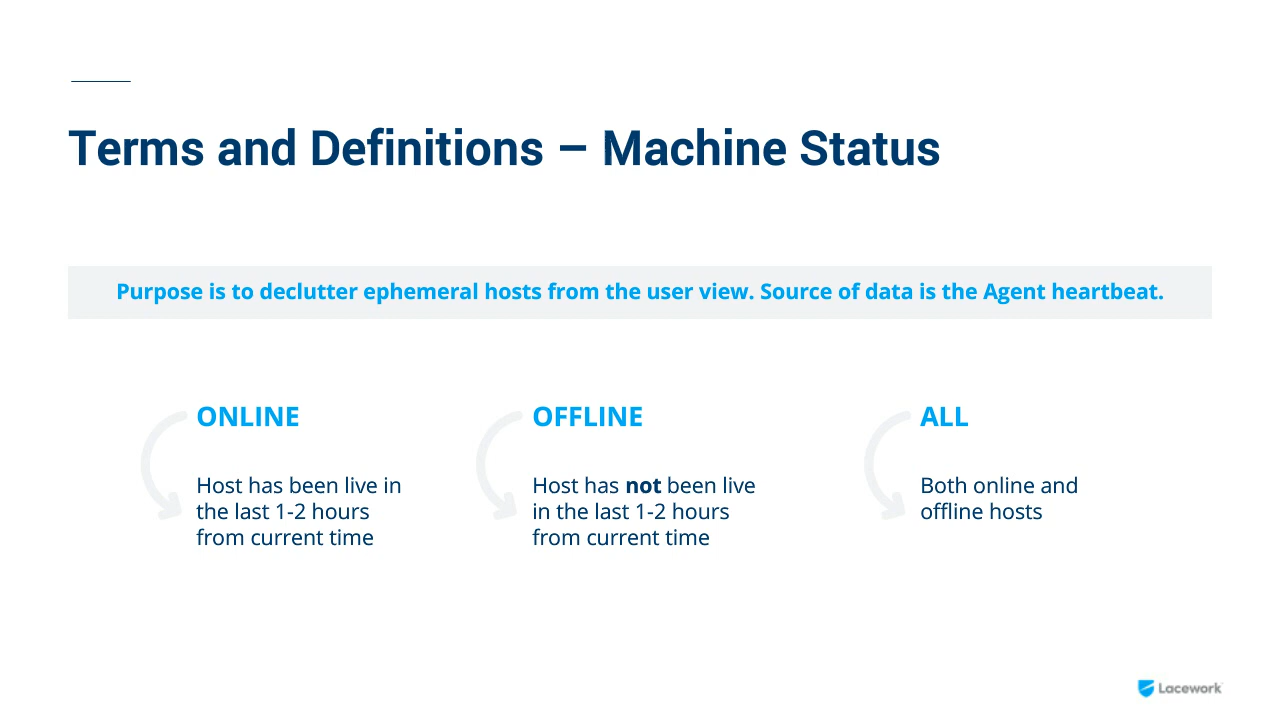 Terms and Definitions – Machine Status
Purpose is to declutter ephemeral hosts from the user view. Source of data is the Agent heartbeat.
ONLINE
Host has been live in
the last 1-2 hours
from current time
OFFLINE
Host has not been live
in the last 1-2 hours
from current time
ALL
Both online and
offline hosts
Lacework